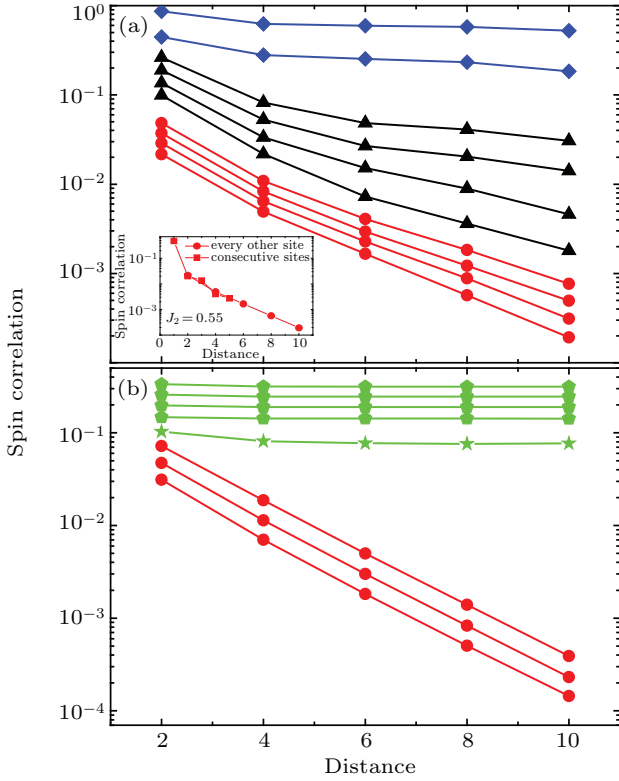 10⁰
(a)
10⁻¹
10⁻²
10⁻³
Spin correlation
10⁻¹
10⁻³
every other site
consecutive sites
J₂=0.55
0 2 4 6 8 10
Distance
(b)
10⁻¹
10⁻²
10⁻³
10⁻⁴
Spin correlation
2 4 6 8 10
Distance